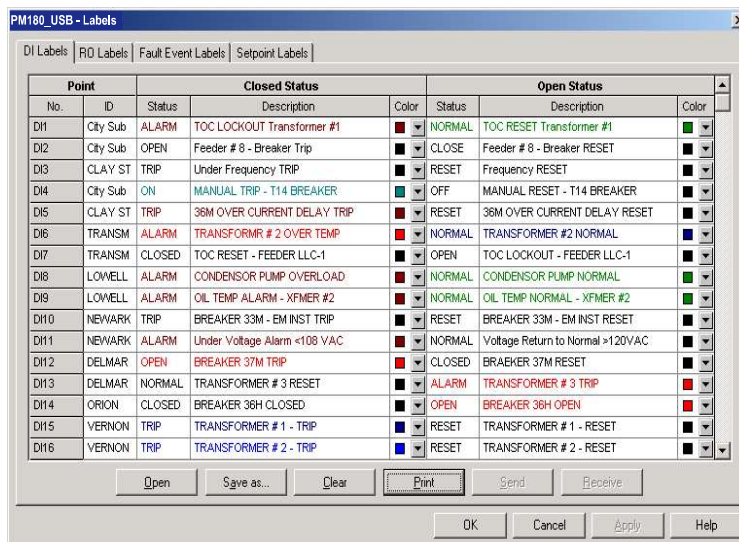 PM180_USB - Labels
DI Labels RO Labels Fault Event Labels Setpoint Labels
Point Closed Status Open Status
No. ID Status Description Color Status Description Color
DI1 City Sub ALARM TOC LOCKOUT Transformer #1 NORMAL TOC RESET Transformer #1
DI2 City Sub OPEN Feeder # 8 - Breaker Trip CLOSE Feeder # 8 - Breaker RESET
DI3 CLAY ST TRIP Under Frequency TRIP RESET Frequency RESET
DI4 City Sub ON MANUAL TRIP - T14 BREAKER OFF MANUAL RESET - T14 BREAKER
DI5 CLAY ST TRIP 36M OVER CURRENT DELAY TRIP RESET 36M OVER CURRENT DELAY RESET
DI6 TRANSM ALARM TRANSFORMR # 2 OVER TEMP NORMAL TRANSFORMER #2 NORMAL
DI7 TRANSM CLOSED TOC RESET - FEEDER LLC-1 OPEN TOC LOCKOUT - FEEDER LLC-1
DI8 LOWELL ALARM CONDENSOR PUMP OVERLOAD NORMAL CONDENSOR PUMP NORMAL
DI9 LOWELL ALARM OIL TEMP ALARM - XFMER #2 NORMAL OIL TEMP NORMAL - XFMER #2
DI10 NEWARK TRIP BREAKER 33M - EM INST TRIP RESET BREAKER 33M - EM INST RESET
DI11 NEWARK ALARM Under Voltage Alarm <108 VAC NORMAL Voltage Return to Normal >120VAC
DI12 DELMAR OPEN BREAKER 37M TRIP CLOSED BRAEKER 37M RESET
DI13 DELMAR NORMAL TRANSFORMER # 3 RESET ALARM TRANSFORMER # 3 TRIP
DI14 ORION CLOSED BREAKER 36H CLOSED OPEN BREAKER 36H OPEN
DI15 VERNON TRIP TRANSFORMER # 1 - TRIP RESET TRANSFORMER # 1 - RESET
DI16 VERNON TRIP TRANSFORMER # 2 - TRIP RESET TRANSFORMER # 2 - RESET
Open Save as... Clear Print Send Receive
OK Cancel Apply Help